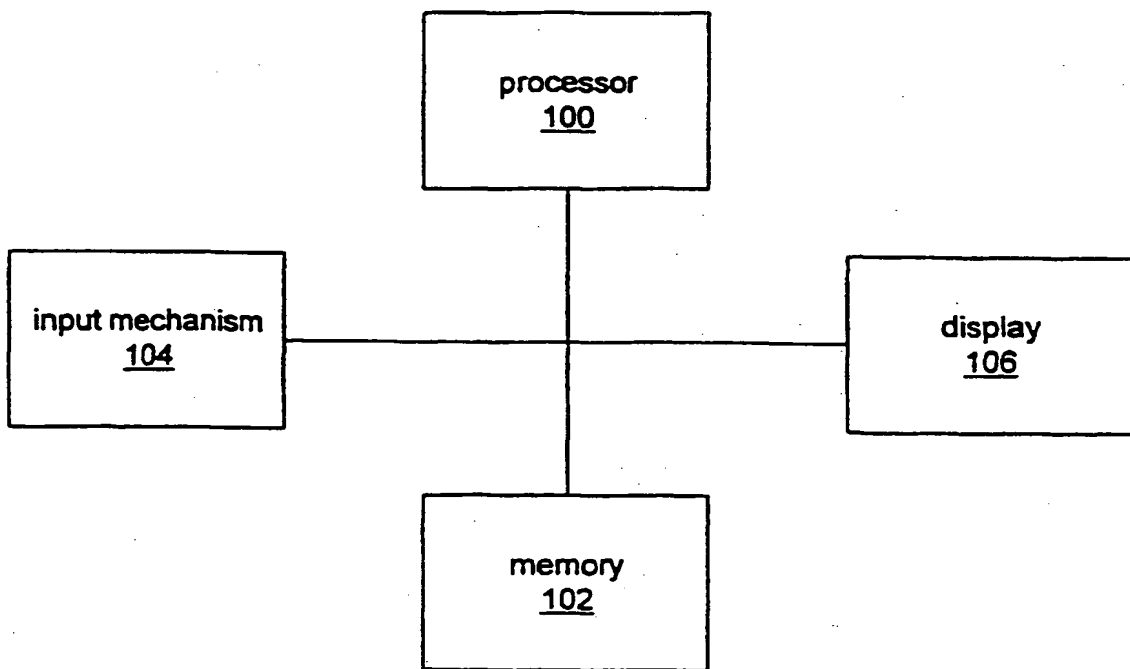 processor
100
input mechanism
104
display
106
memory
102